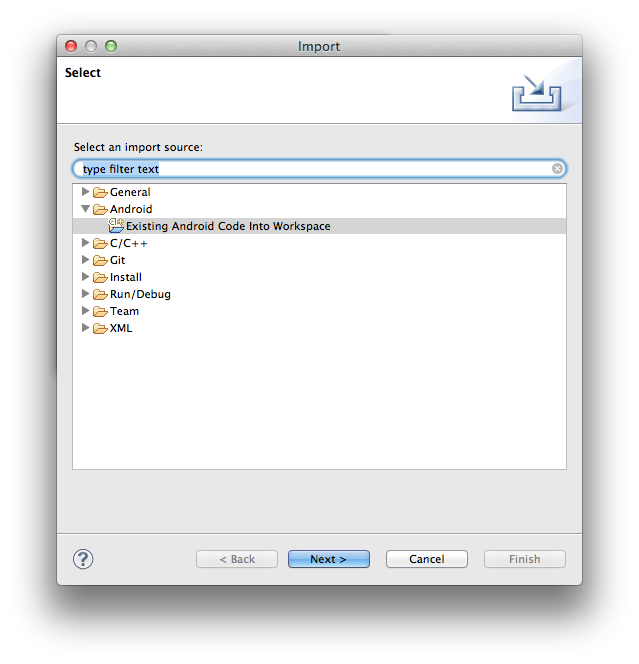 Import
Select
Select an import source:
type filter text
General
Android
Existing Android Code Into Workspace
C/C++
Git
Install
Run/Debug
Team
XML
?
< Back
Next >
Cancel
Finish